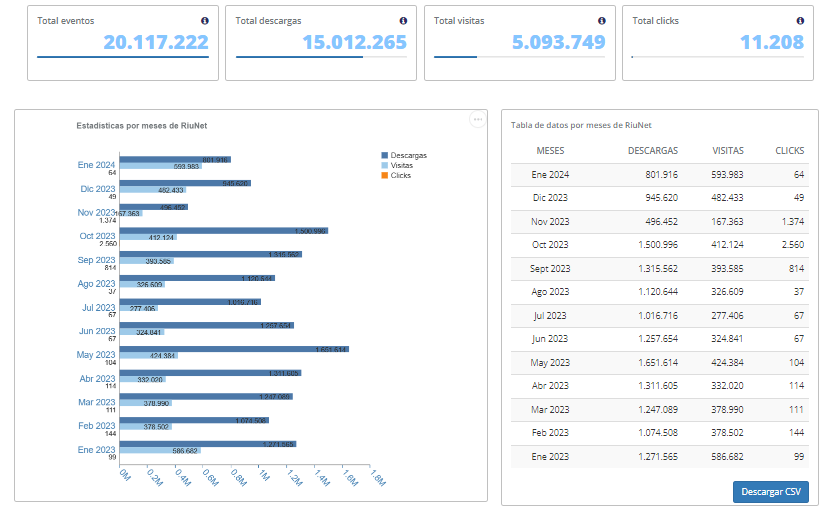 Total eventos
20.117.222
Total descargas
15.012.265
Total visitas
5.093.749
Total clicks
11.208
Estadísticas por meses de RiuNet
Descargas
Visitas
Clicks
Ene 2024 801.916
593.983
64
Dic 2023 945.620
482.433
49
Nov 2023 496.452
167.363
1.374
Oct 2023 1.500.996
412.124
2.560
Sep 2023 1.315.562
393.585
814
Ago 2023 1.120.644
326.609
37
Jul 2023 1.016.716
277.406
67
Jun 2023 1.257.654
324.841
67
May 2023 1.651.614
424.384
104
Abr 2023 1.311.605
332.020
114
Mar 2023 1.247.089
378.990
111
Feb 2023 1.074.508
378.502
144
Ene 2023 1.271.565
586.682
99
0M 0.2M 0.4M 0.6M 0.8M 1M 1.2M 1.4M 1.6M 1.8M
Tabla de datos por meses de RiuNet
MESES DESCARGAS VISITAS CLICKS
Ene 2024 801.916 593.983 64
Dic 2023 945.620 482.433 49
Nov 2023 496.452 167.363 1.374
Oct 2023 1.500.996 412.124 2.560
Sept 2023 1.315.562 393.585 814
Ago 2023 1.120.644 326.609 37
Jul 2023 1.016.716 277.406 67
Jun 2023 1.257.654 324.841 67
May 2023 1.651.614 424.384 104
Abr 2023 1.311.605 332.020 114
Mar 2023 1.247.089 378.990 111
Feb 2023 1.074.508 378.502 144
Ene 2023 1.271.565 586.682 99
Descargar CSV